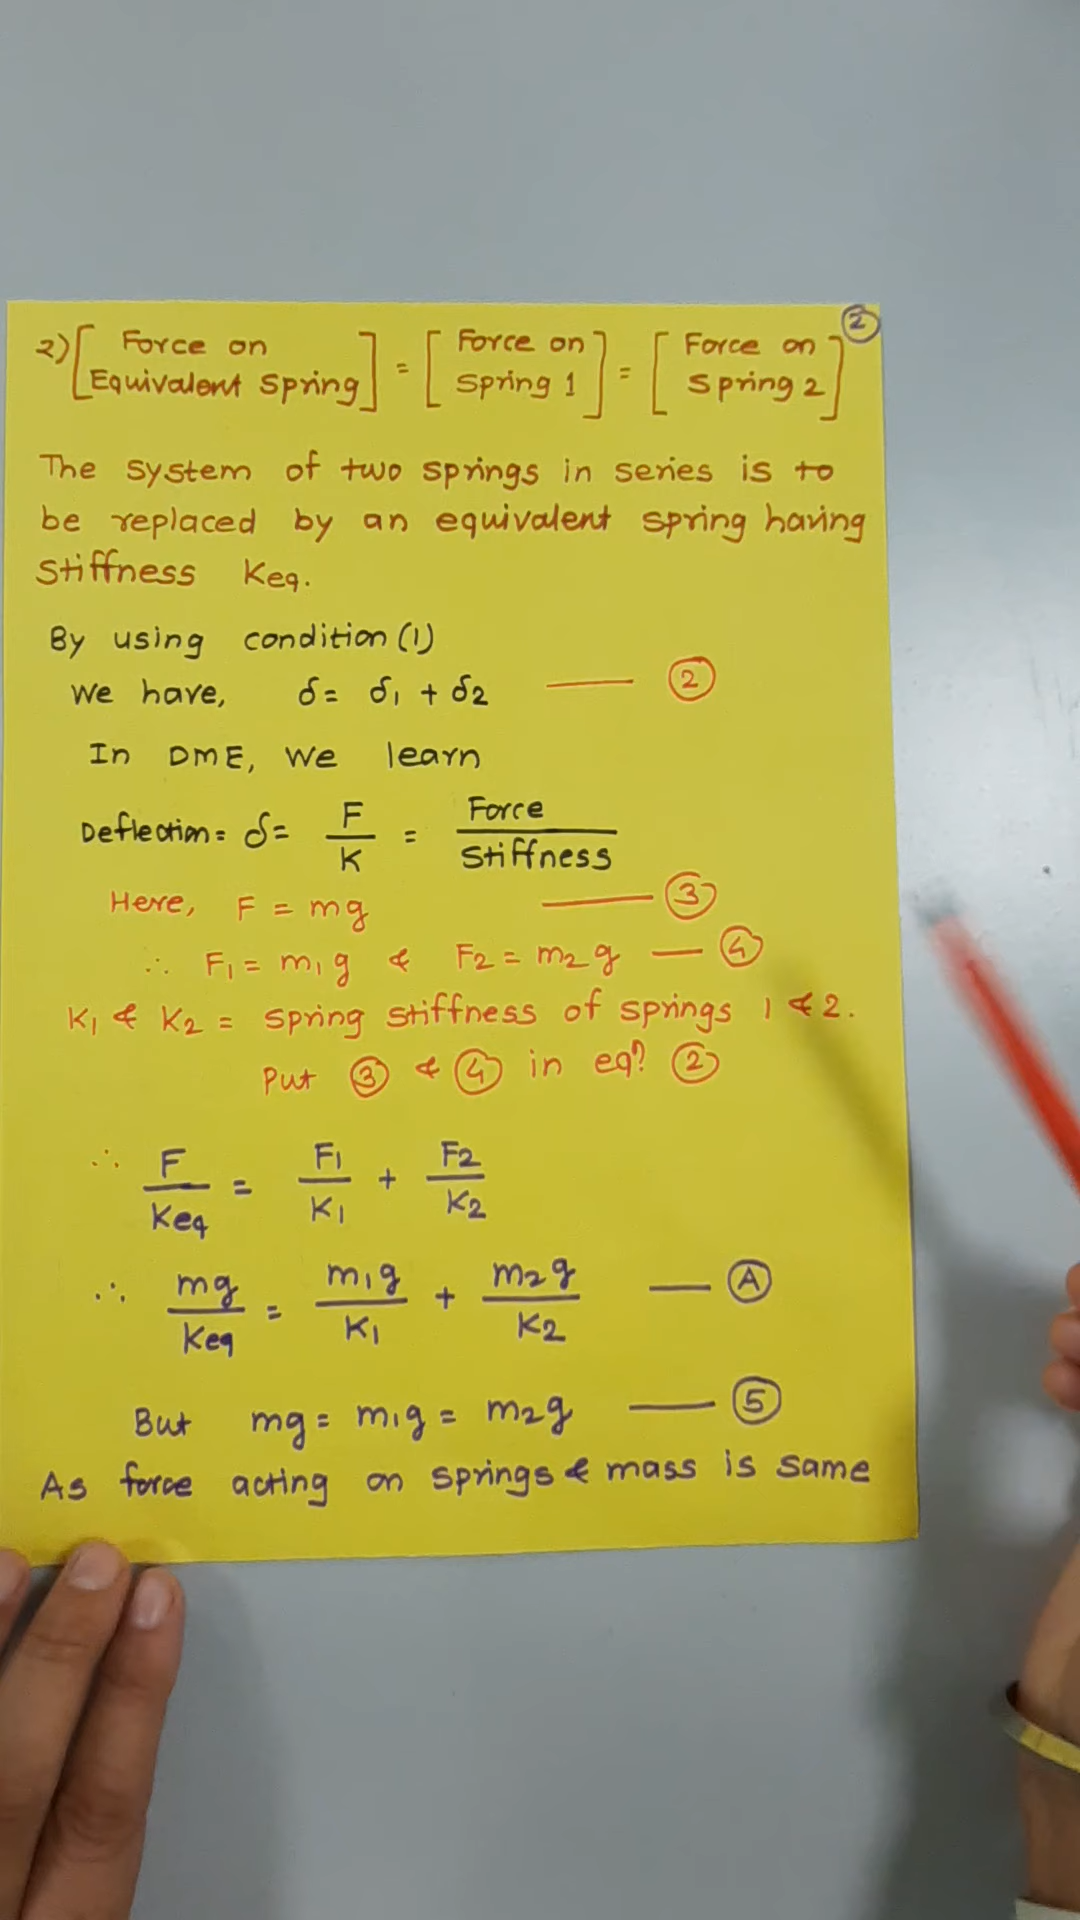 ②
2) [Force on Equivalent Spring] = [Force on Spring 1] = [Force on Spring 2]
The system of two springs in series is to
be replaced by an equivalent spring having
stiffness Keq.
By using condition (1)
We have, δ = δ1 + δ2 —— ②
In DME, We learn
Deflection = δ = F/K = Force/Stiffness
Here, F = mg —— ③
∴ F1 = m1g & F2 = m2g — ④
K1 & K2 = spring stiffness of springs 1 & 2.
Put ③ & ④ in eqn ②
∴ F/Keq = F1/K1 + F2/K2
∴ mg/Keq = m1g/K1 + m2g/K2 — Ⓐ
But mg = m1g = m2g —— ⑤
As force acting on springs & mass is same